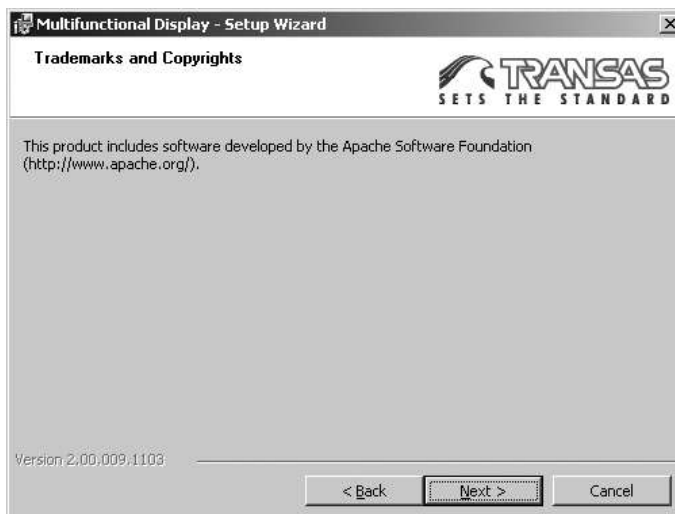 Multifunctional Display - Setup Wizard
Trademarks and Copyrights
TRANSAS
SETS THE STANDARD
This product includes software developed by the Apache Software Foundation
(http://www.apache.org/).
Version 2.00.009.1103
< Back
Next >
Cancel